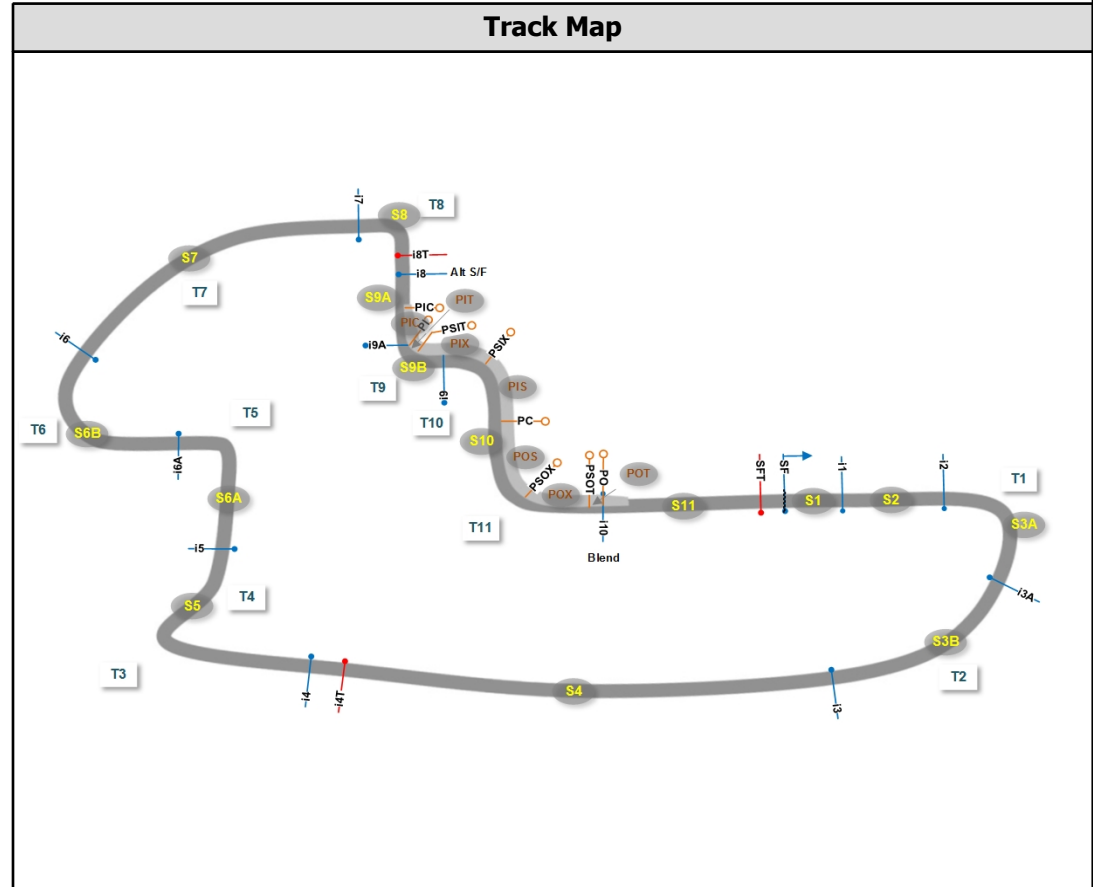 Track Map
i7
S8
T8
i8T
i8
Alt S/F
S7
T7
S9A
PIC
PIT
PIC
PI
PSIT
PSIX
i9A
PIX
i6
S9B
T9
i9
PIS
T10
T5
PC
T6
S6B
S10
i6A
POS
PSOX
PSOT
PO
POT
SFT
SF
i1
i2
T1
S6A
POX
S11
S1
S2
S3A
T11
i10
Blend
i5
i3A
T4
S5
S3B
T3
T2
i4
i4T
S4
i3